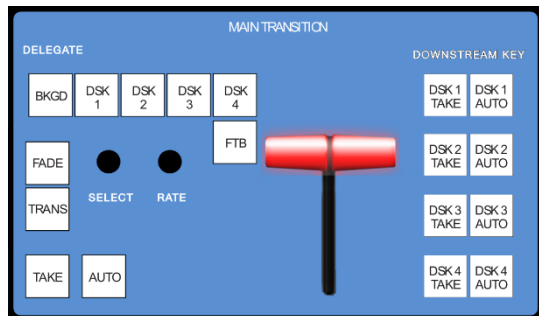 MAIN TRANSITION
DELEGATE
DOWNSTREAM KEY
BKGD
DSK
1
DSK
2
DSK
3
DSK
4
FTB
FADE
TRANS
SELECT
RATE
TAKE
AUTO
DSK 1
TAKE
DSK 1
AUTO
DSK 2
TAKE
DSK 2
AUTO
DSK 3
TAKE
DSK 3
AUTO
DSK 4
TAKE
DSK 4
AUTO